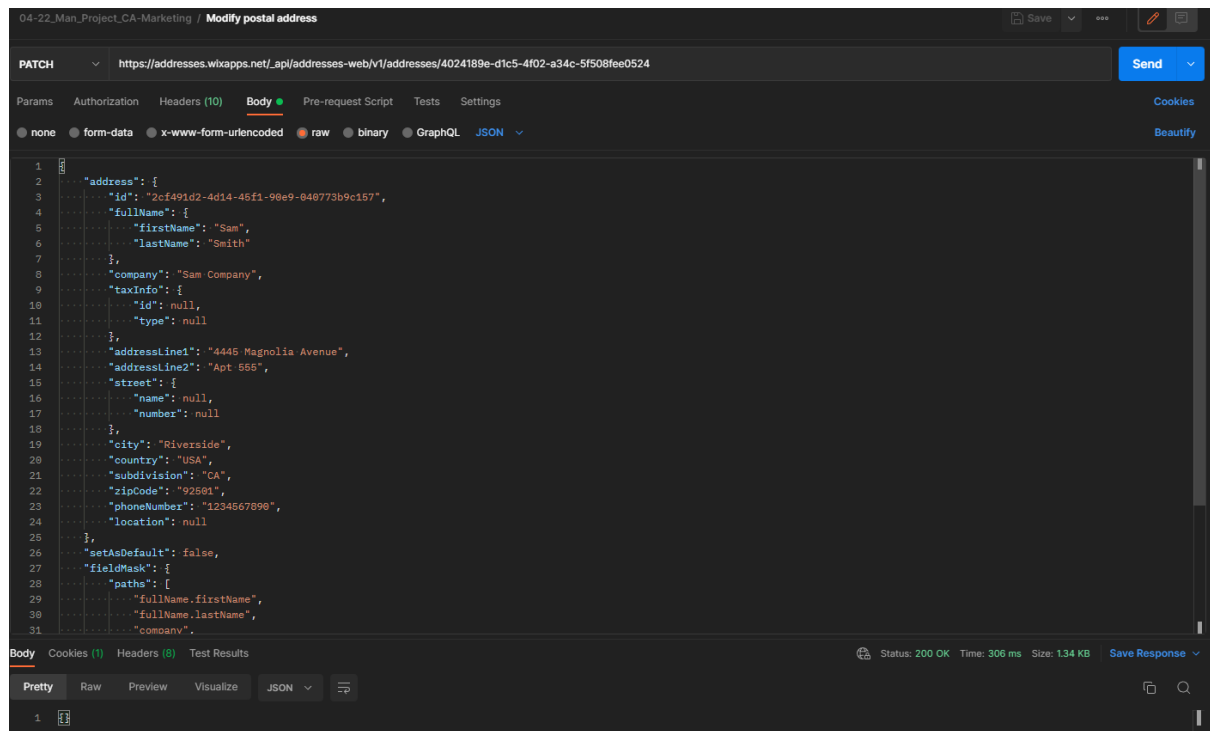 04-22_Man_Project_CA-Marketing / Modify postal address
Save
PATCH https://addresses.wixapps.net/_api/addresses-web/v1/addresses/4024189e-d1c5-4f02-a34c-5f508fee0524 Send
Params Authorization Headers (10) Body Pre-request Script Tests Settings Cookies
none form-data x-www-form-urlencoded raw binary GraphQL JSON Beautify
1 {
2 "address": {
3 "id": "2cf491d2-4d14-45f1-90e9-040773b9c157",
4 "fullName": {
5 "firstName": "Sam",
6 "lastName": "Smith"
7 },
8 "company": "Sam Company",
9 "taxInfo": {
10 "id": null,
11 "type": null
12 },
13 "addressLine1": "4445 Magnolia Avenue",
14 "addressLine2": "Apt 555",
15 "street": {
16 "name": null,
17 "number": null
18 },
19 "city": "Riverside",
20 "country": "USA",
21 "subdivision": "CA",
22 "zipCode": "92501",
23 "phoneNumber": "1234567890",
24 "location": null
25 },
26 "setAsDefault": false,
27 "fieldMask": {
28 "paths": [
29 "fullName.firstName",
30 "fullName.lastName",
31 "company",
Body Cookies (1) Headers (8) Test Results Status: 200 OK Time: 306 ms Size: 1.34 KB Save Response
Pretty Raw Preview Visualize JSON
1 {}